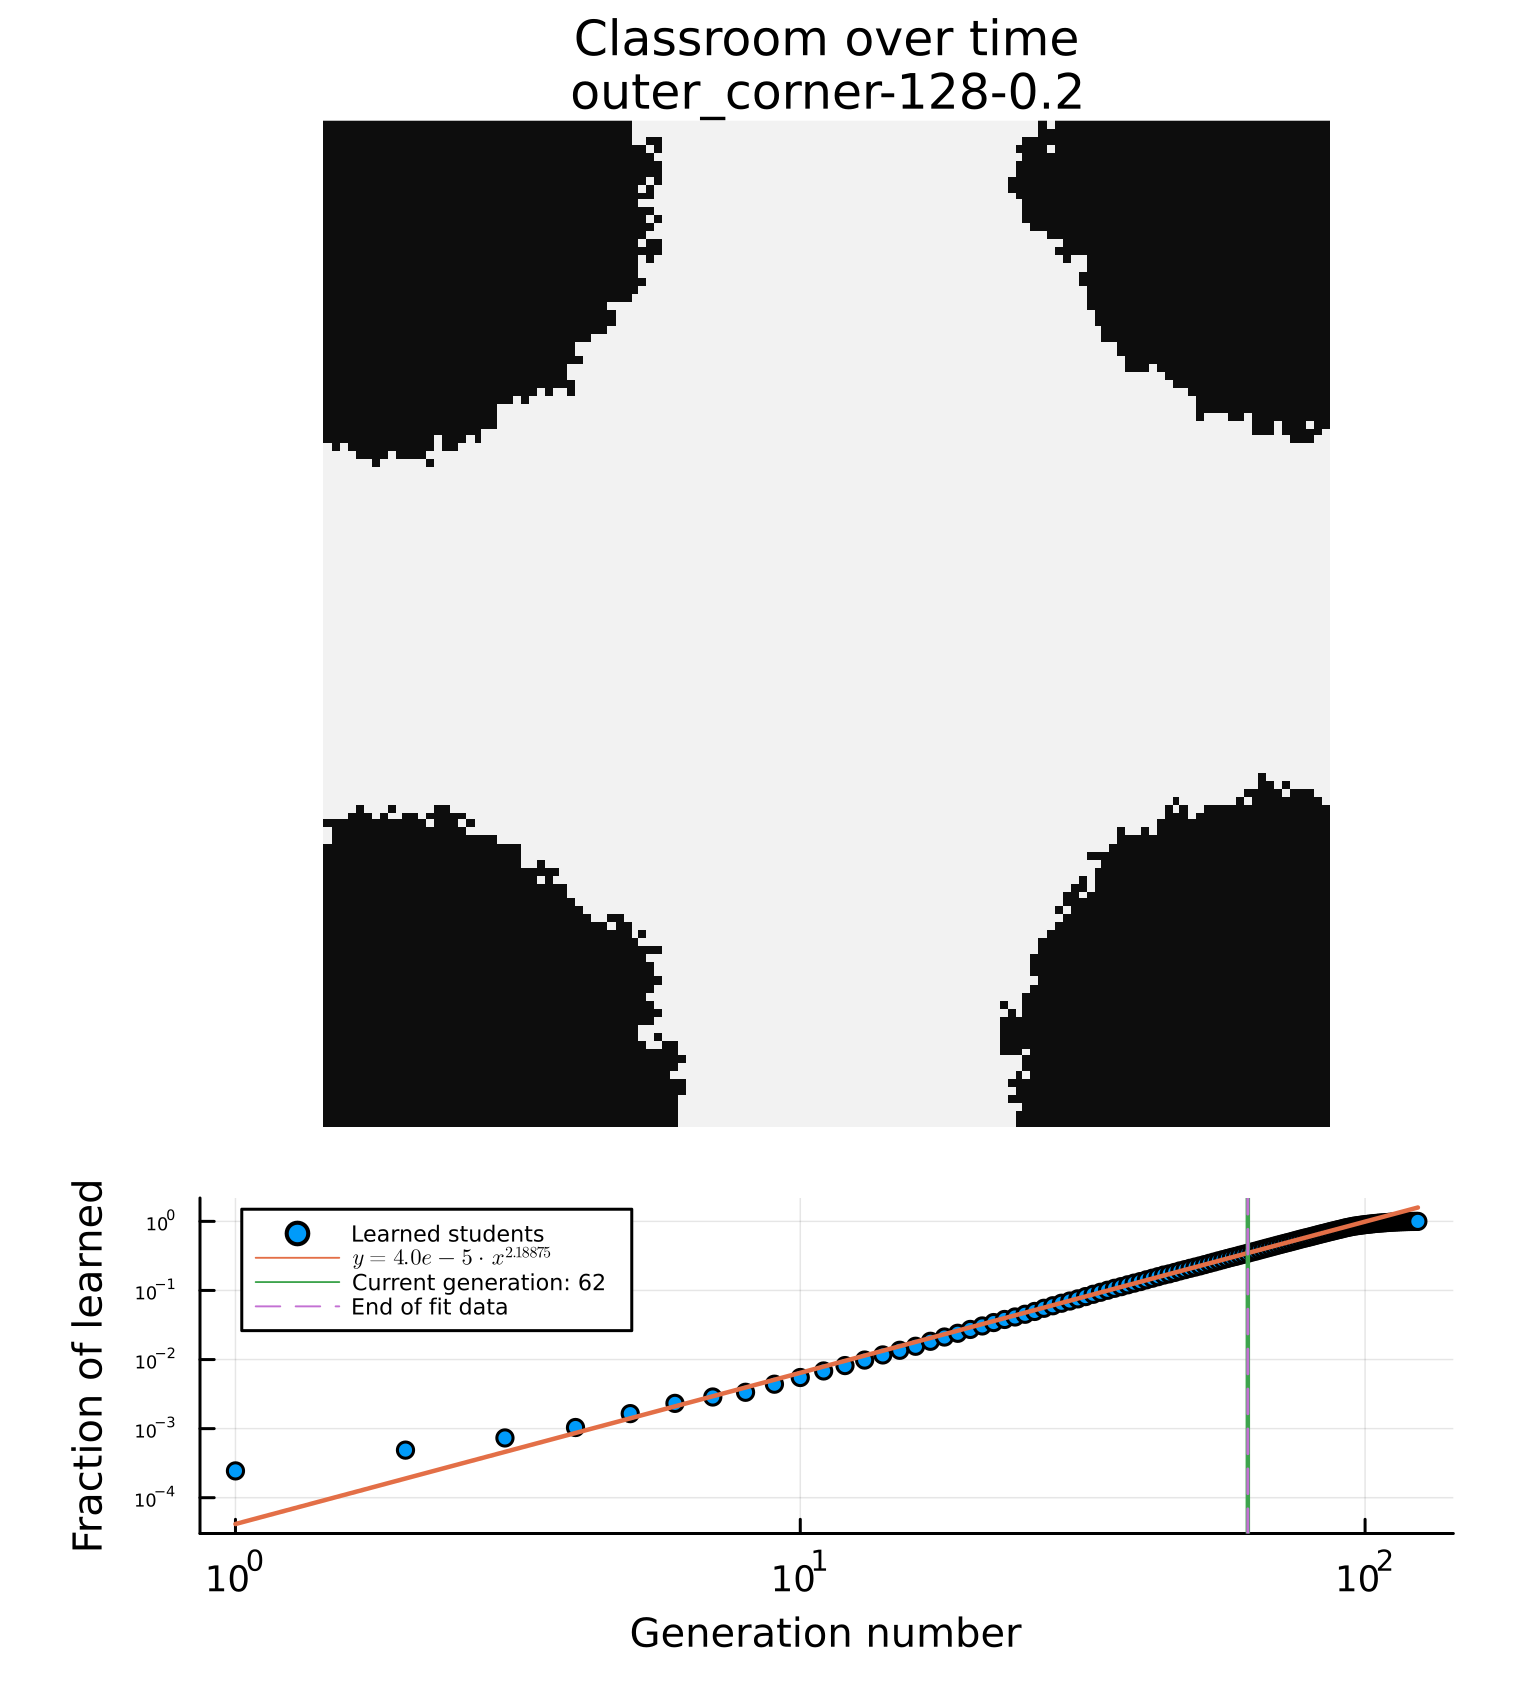 Classroom over time
outer_corner-128-0.2
Fraction of learned
10^0
10^-1
10^-2
10^-3
10^-4
Learned students
y = 4.0e − 5 · x^2.18875
Current generation: 62
End of fit data
10^0 10^1 10^2
Generation number